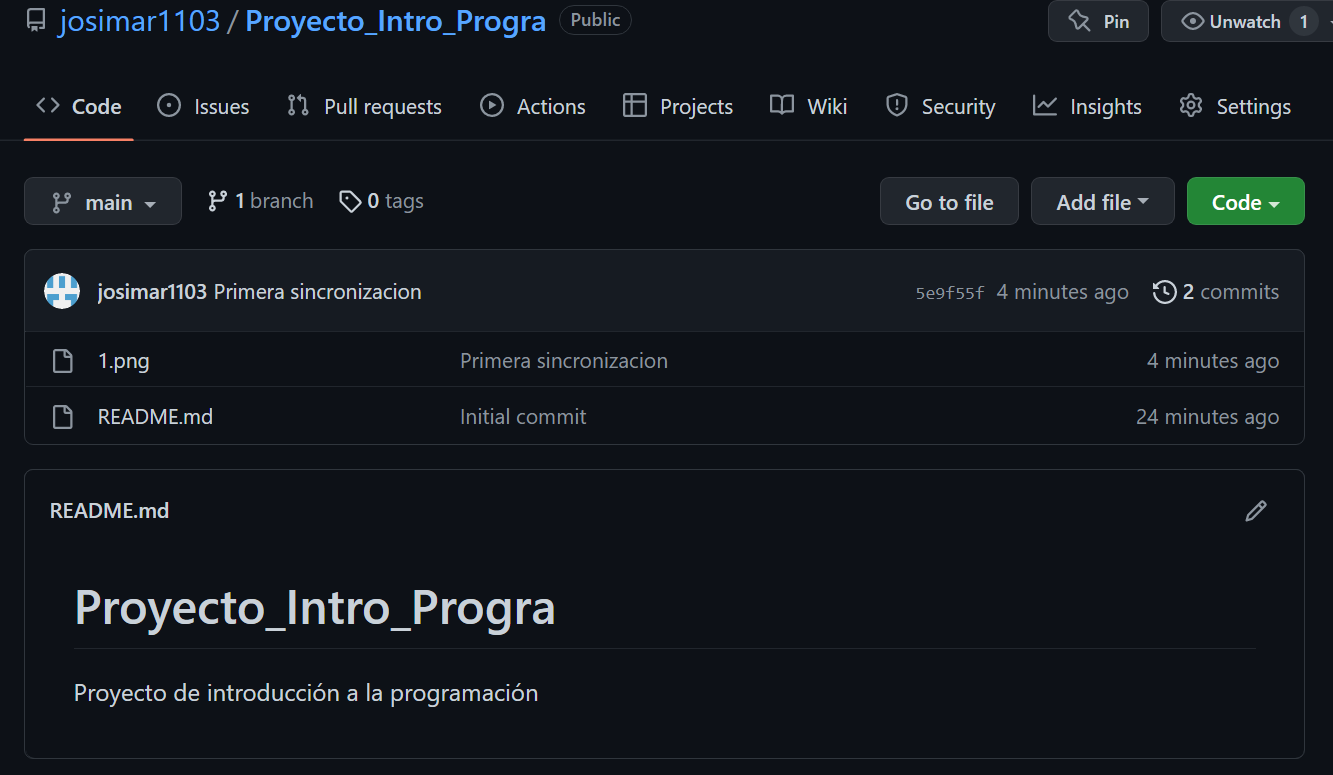 josimar1103 / Proyecto_Intro_Progra Public Pin Unwatch 1
Code Issues Pull requests Actions Projects Wiki Security Insights Settings
main 1 branch 0 tags Go to file Add file Code
josimar1103 Primera sincronizacion 5e9f55f 4 minutes ago 2 commits
1.png Primera sincronizacion 4 minutes ago
README.md Initial commit 24 minutes ago
README.md
Proyecto_Intro_Progra
Proyecto de introducción a la programación